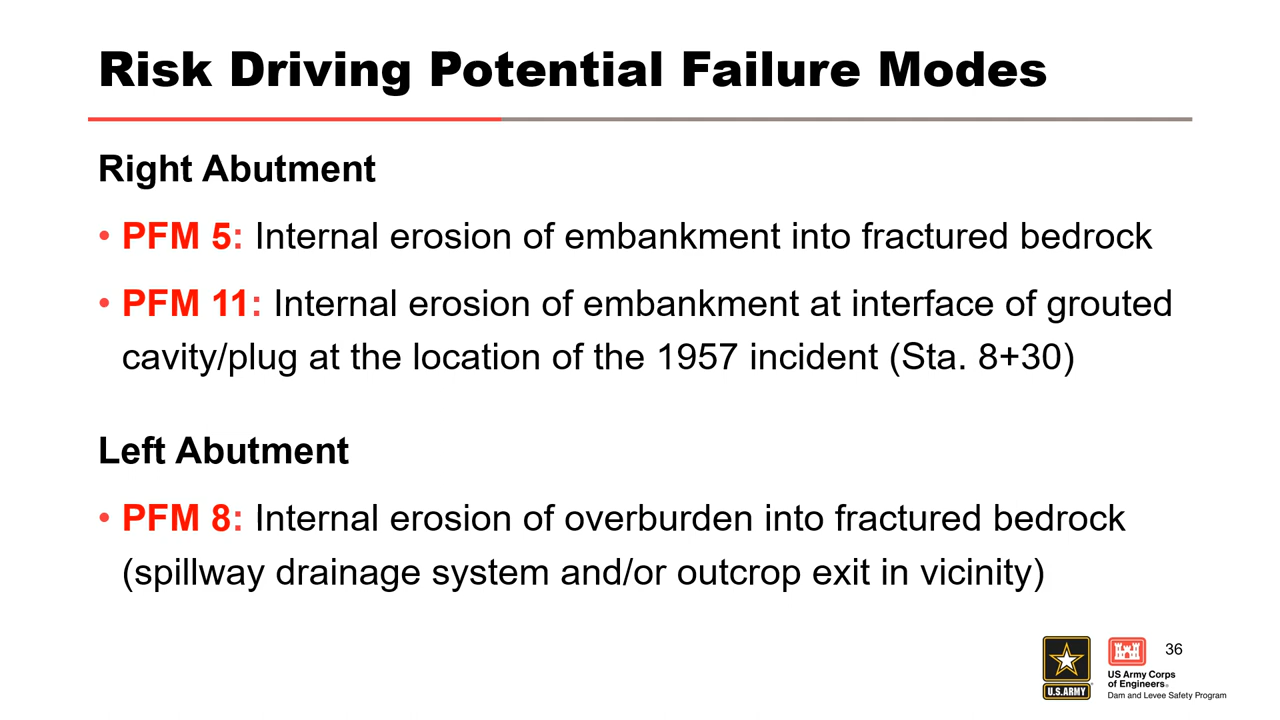 Risk Driving Potential Failure Modes
Right Abutment
• PFM 5: Internal erosion of embankment into fractured bedrock
• PFM 11: Internal erosion of embankment at interface of grouted
cavity/plug at the location of the 1957 incident (Sta. 8+30)
Left Abutment
• PFM 8: Internal erosion of overburden into fractured bedrock
(spillway drainage system and/or outcrop exit in vicinity)
36
U.S.ARMY
US Army Corps
of Engineers®
Dam and Levee Safety Program